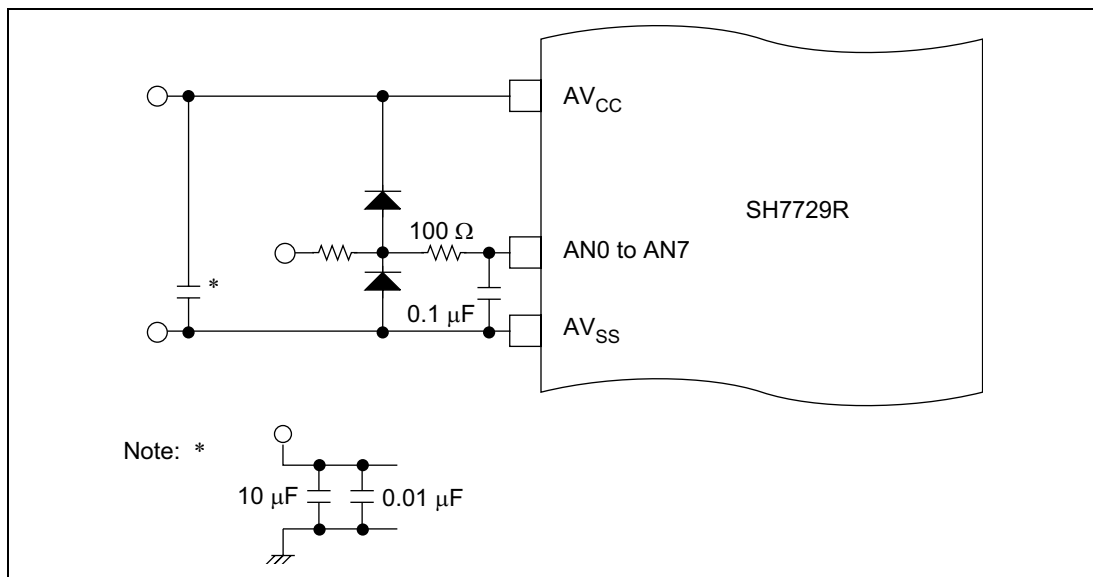 AVCC
SH7729R
100 Ω
AN0 to AN7
*
0.1 μF
AVSS
Note: *
10 μF
0.01 μF